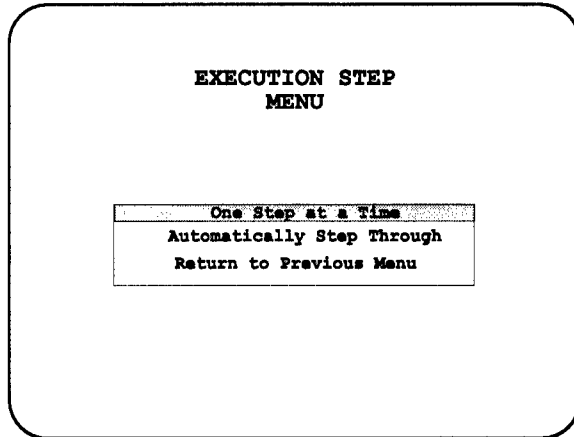 EXECUTION STEP
MENU
One Step at a Time
Automatically Step Through
Return to Previous Menu